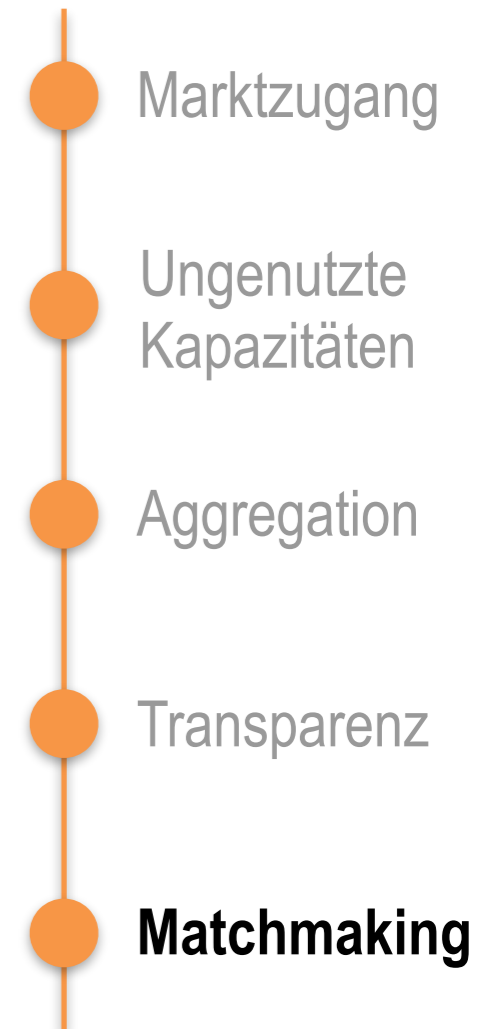 Marktzugang
Ungenutzte
Kapazitäten
Aggregation
Transparenz
Matchmaking